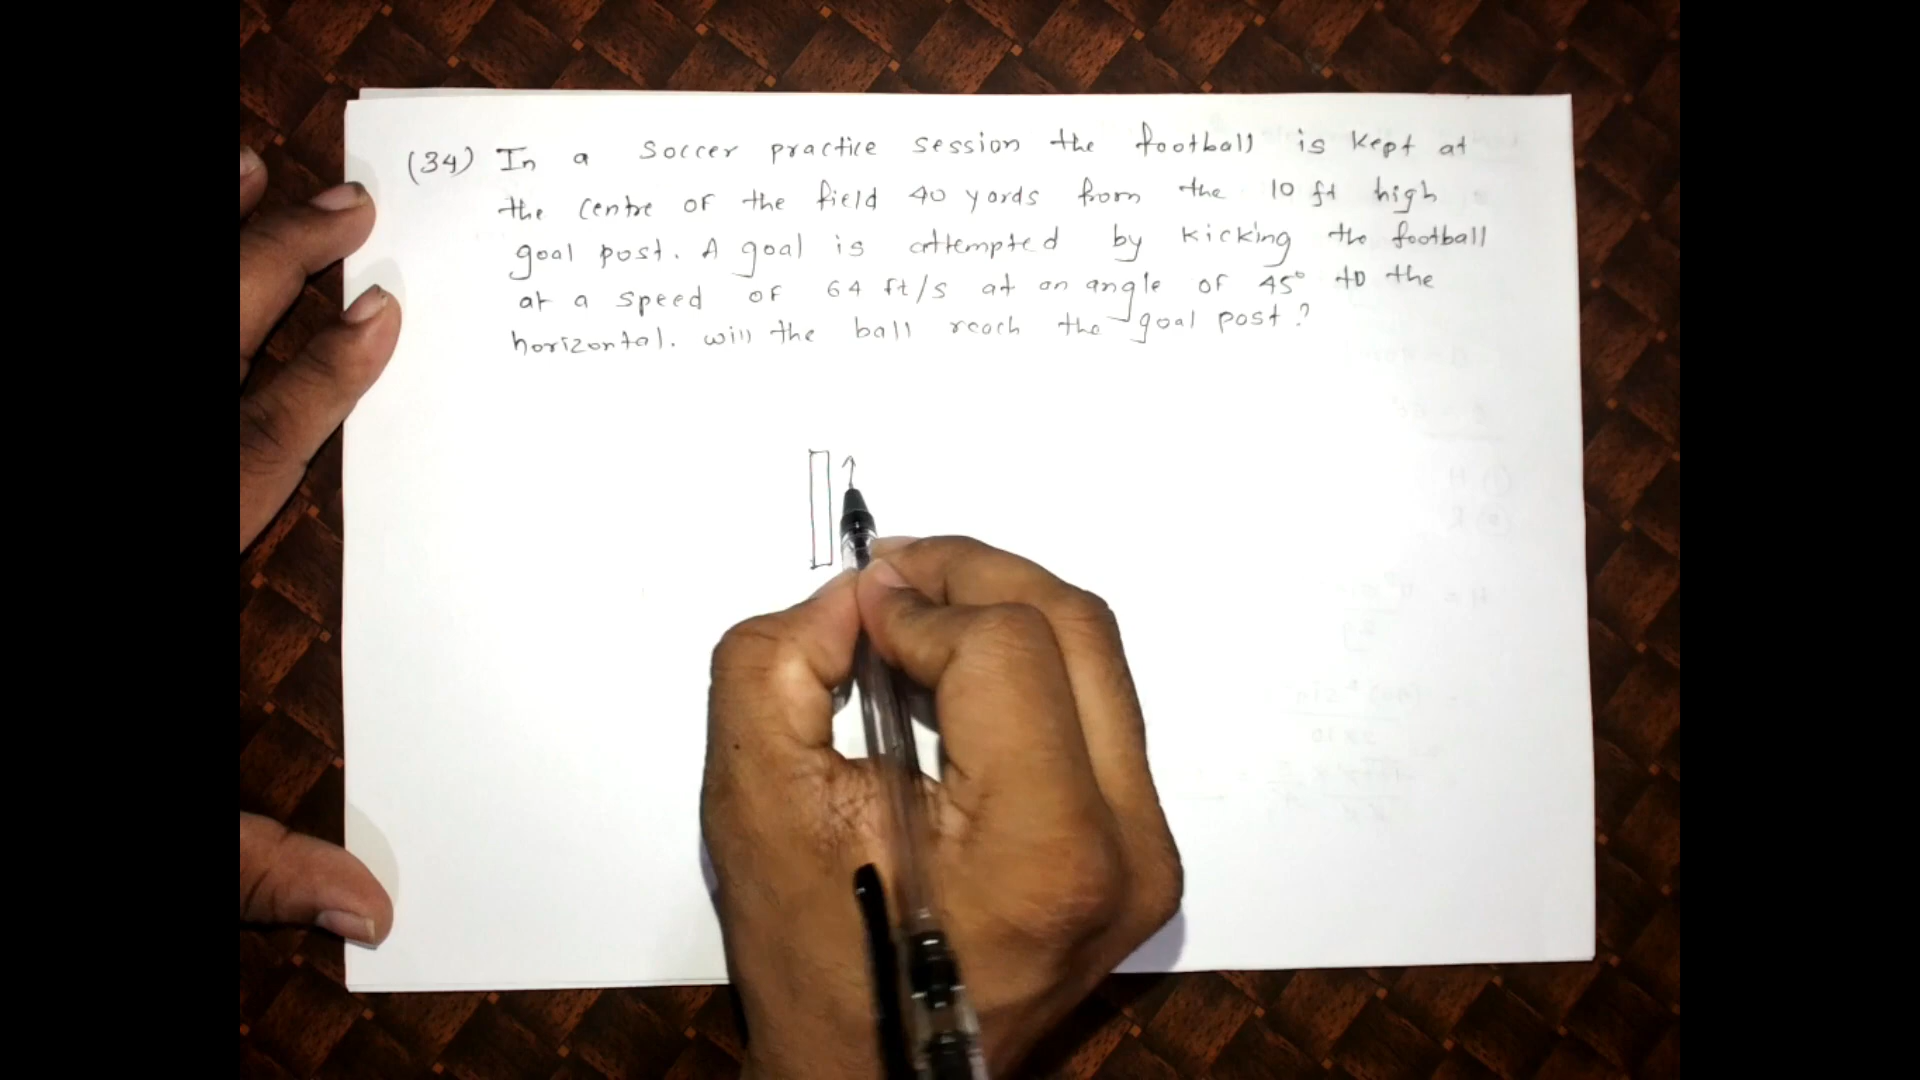 (34) In a soccer practice session the football is kept at
the centre of the field 40 yards from the 10 ft high
goal post. A goal is attempted by kicking the football
at a speed of 64 ft/s at an angle of 45° to the
horizontal. will the ball reach the goal post?